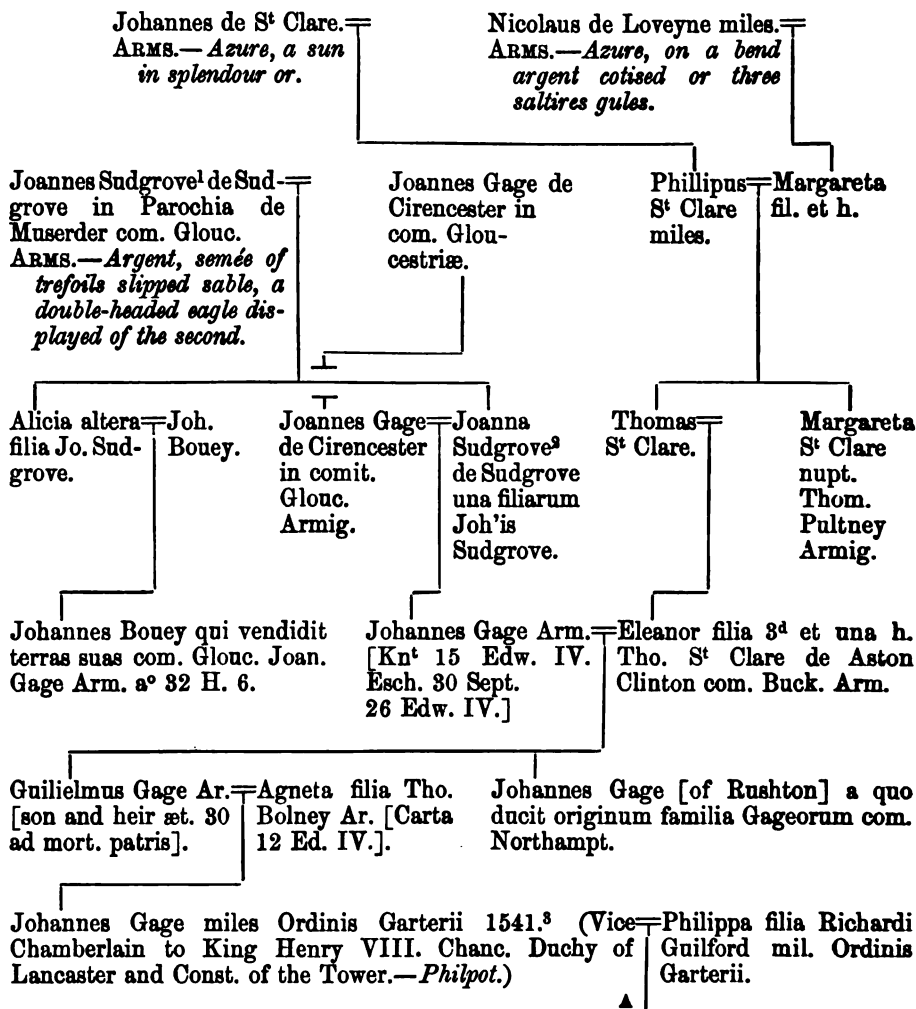 Johannes de Sᵗ Clare.
ARMS.—Azure, a sun
in splendour or.
Nicolaus de Loveyne miles.
ARMS.—Azure, on a bend
argent cotised or three
saltires gules.
Joannes Sudgrove¹ de Sud-
grove in Parochia de
Muserder com. Glouc.
ARMS.—Argent, semée of
trefoils slipped sable, a
double-headed eagle dis-
played of the second.
Joannes Gage de
Cirencester in
com. Glou-
cestriæ.
Phillipus
Sᵗ Clare
miles.
Margareta
fil. et h.
Alicia altera
filia Jo. Sud-
grove.
Joh.
Bouey.
Joannes Gage
de Cirencester
in comit.
Glouc.
Armig.
Joanna
Sudgrove²
de Sudgrove
una filiarum
Joh'is
Sudgrove.
Thomas
Sᵗ Clare.
Margareta
Sᵗ Clare
nupt.
Thom.
Pultney
Armig.
Johannes Bouey qui vendidit
terras suas com. Glouc. Joan.
Gage Arm. aº 32 H. 6.
Johannes Gage Arm.
[Knᵗ 15 Edw. IV.
Esch. 30 Sept.
26 Edw. IV.]
Eleanor filia 3ᵈ et una h.
Tho. Sᵗ Clare de Aston
Clinton com. Buck. Arm.
Guilielmus Gage Ar.
[son and heir æt. 30
ad mort. patris].
Agneta filia Tho.
Bolney Ar. [Carta
12 Ed. IV.].
Johannes Gage [of Rushton] a quo
ducit originum familia Gageorum com.
Northampt.
Johannes Gage miles Ordinis Garterii 1541.³ (Vice
Chamberlain to King Henry VIII. Chanc. Duchy of
Lancaster and Const. of the Tower.—Philpot.)
Philippa filia Richardi
Guilford mil. Ordinis
Garterii.